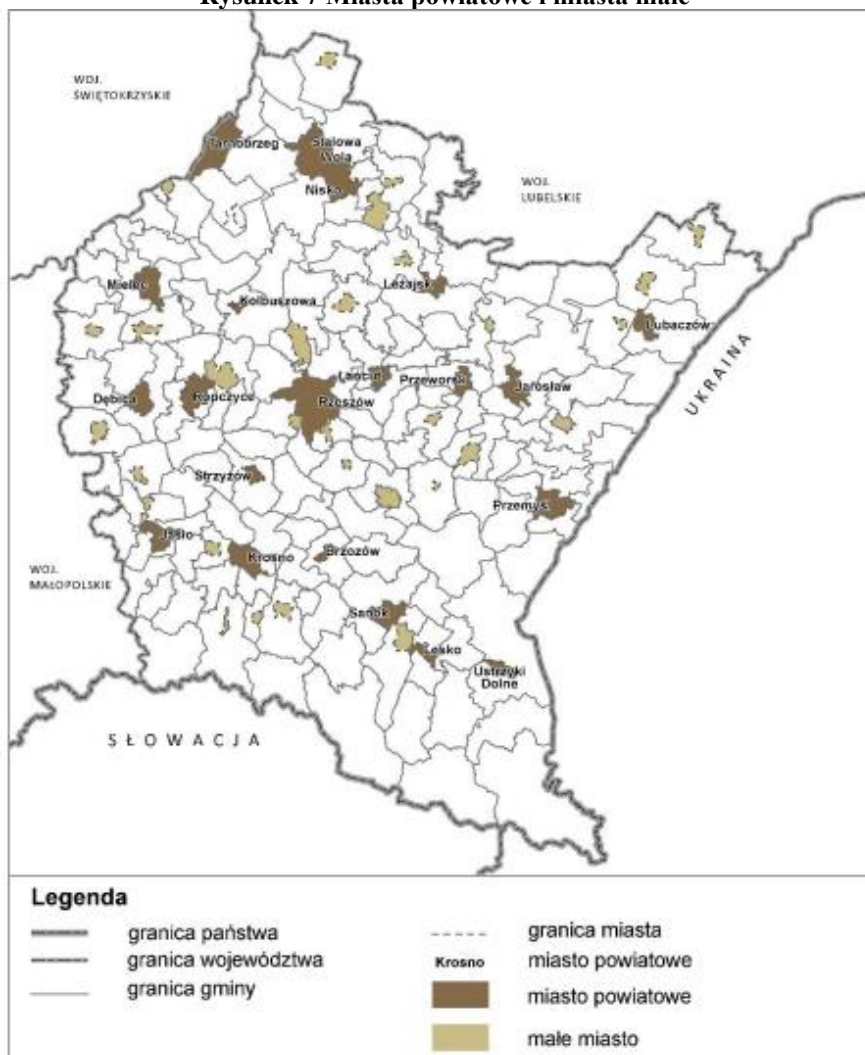 Rysunek 7 Miasta powiatowe i miasta małe
WOJ.
ŚWIĘTOKRZYSKIE
Tarnobrzeg
Stalowa
Wola
Nisko
WOJ.
LUBELSKIE
Mielec
Kolbuszowa
Leżajsk
Lubaczów
Łańcut
Przeworsk
Jarosław
UKRAINA
Dębica
Ropczyce
Rzeszów
Strzyżów
Przemyśl
Jasło
Krosno
Brzozów
WOJ.
MAŁOPOLSKIE
Sanok
Lesko
Ustrzyki
Dolne
SŁOWACJA
Legenda
granica państwa
granica województwa
granica gminy
granica miasta
Krosno miasto powiatowe
miasto powiatowe
małe miasto